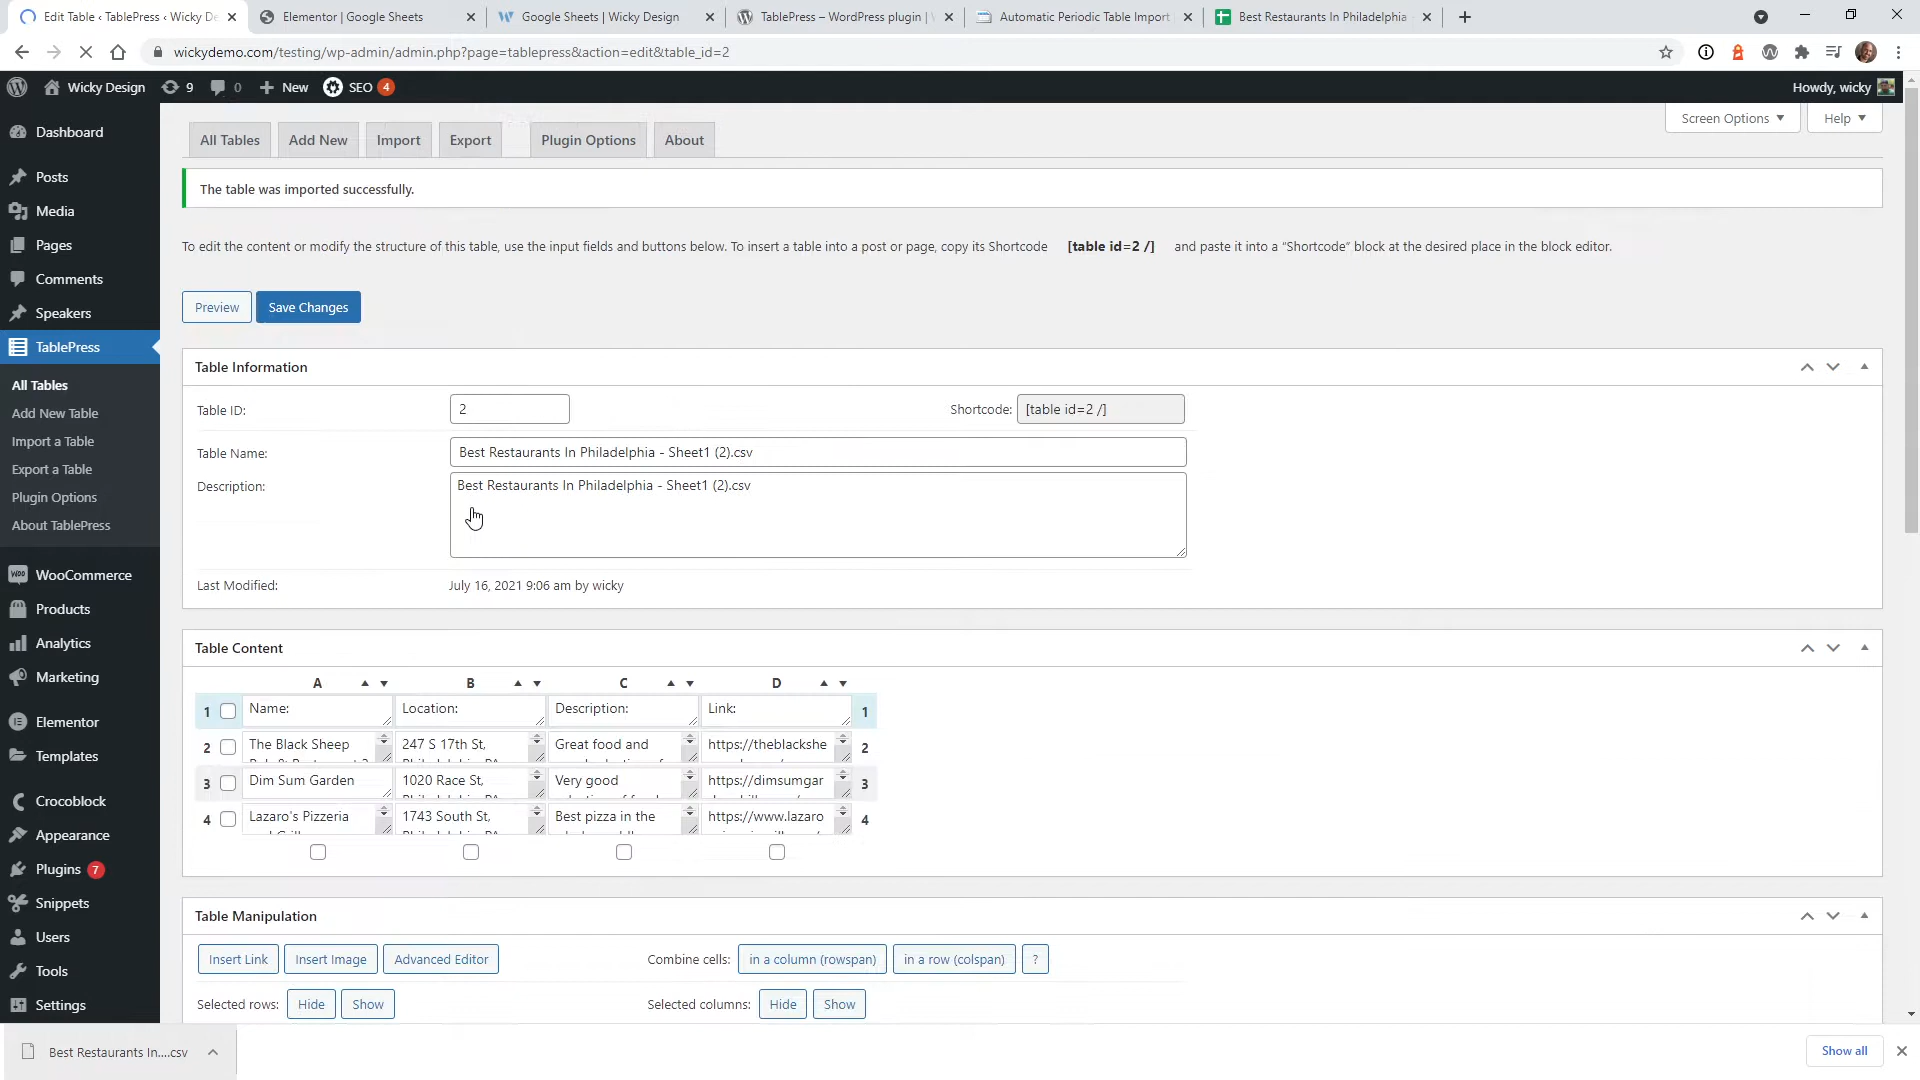 Edit Table ‹ TablePress ‹ Wicky De
Elementor | Google Sheets
Google Sheets | Wicky Design
TablePress – WordPress plugin |
Automatic Periodic Table Import
Best Restaurants In Philadelphia
wickydemo.com/testing/wp-admin/admin.php?page=tablepress&action=edit&table_id=2
Wicky Design
9
0
New
SEO 4
Howdy, wicky
Dashboard
Posts
Media
Pages
Comments
Speakers
TablePress
All Tables
Add New Table
Import a Table
Export a Table
Plugin Options
About TablePress
WooCommerce
Products
Analytics
Marketing
Elementor
Templates
Crocoblock
Appearance
Plugins 7
Snippets
Users
Tools
Settings
All Tables
Add New
Import
Export
Plugin Options
About
Screen Options
Help
The table was imported successfully.
To edit the content or modify the structure of this table, use the input fields and buttons below. To insert a table into a post or page, copy its Shortcode [table id=2 /] and paste it into a “Shortcode” block at the desired place in the block editor.
Preview
Save Changes
Table Information
Table ID: 2 Shortcode: [table id=2 /]
Table Name: Best Restaurants In Philadelphia - Sheet1 (2).csv
Description: Best Restaurants In Philadelphia - Sheet1 (2).csv
Last Modified: July 16, 2021 9:06 am by wicky
Table Content
A B C D
1 Name: Location: Description: Link: 1
2 The Black Sheep 247 S 17th St, Great food and https://theblackshe 2
3 Dim Sum Garden 1020 Race St, Very good https://dimsumgar 3
4 Lazaro's Pizzeria 1743 South St, Best pizza in the https://www.lazaro 4
Table Manipulation
Insert Link
Insert Image
Advanced Editor
Combine cells: in a column (rowspan) in a row (colspan) ?
Selected rows: Hide Show
Selected columns: Hide Show
Best Restaurants In....csv
Show all